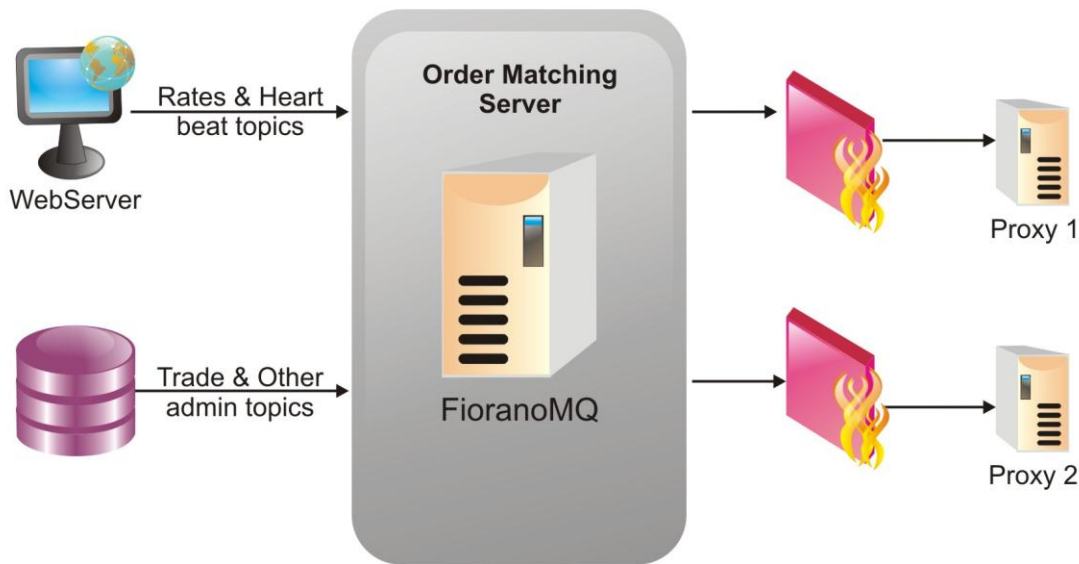 Order Matching
Server
Rates & Heart
beat topics
WebServer
Proxy 1
Trade & Other
admin topics
FioranoMQ
Proxy 2